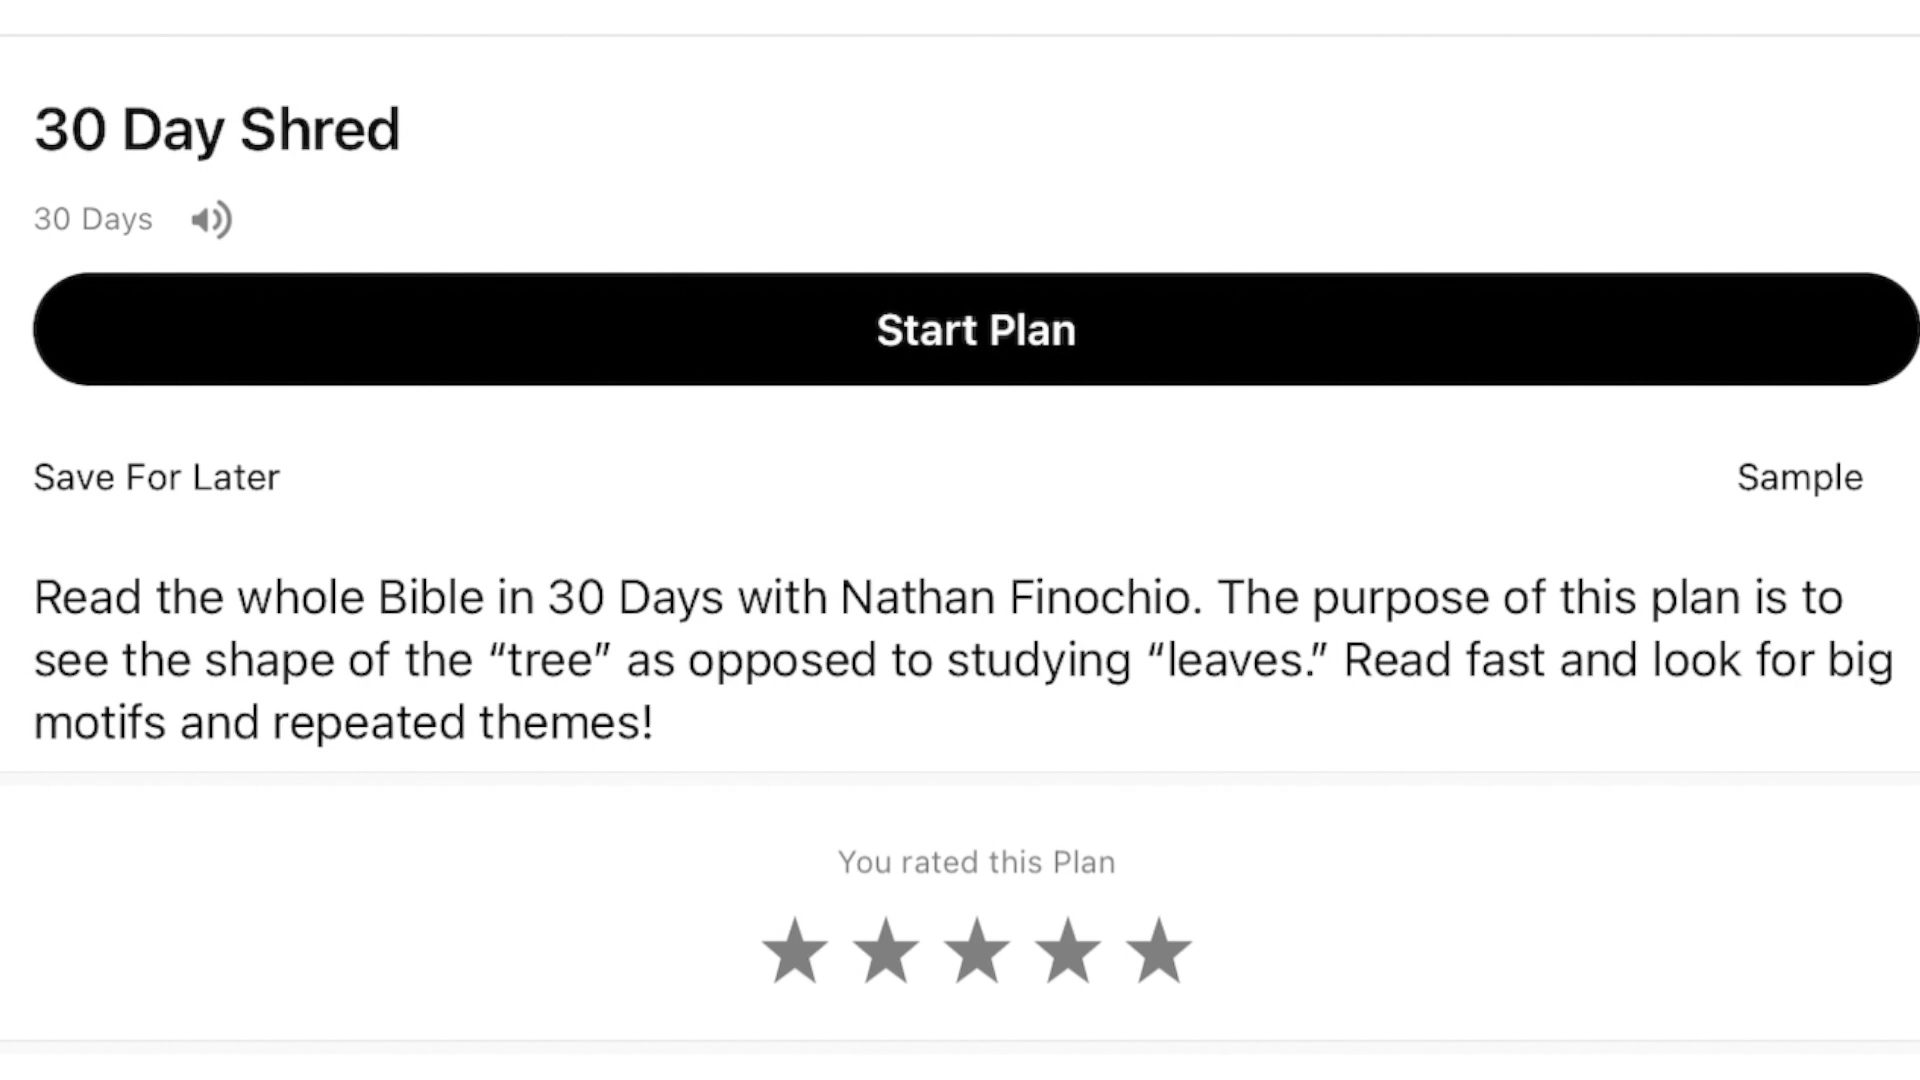 30 Day Shred
30 Days
Start Plan
Save For Later
Sample
Read the whole Bible in 30 Days with Nathan Finochio. The purpose of this plan is to
see the shape of the “tree” as opposed to studying “leaves.” Read fast and look for big
motifs and repeated themes!
You rated this Plan